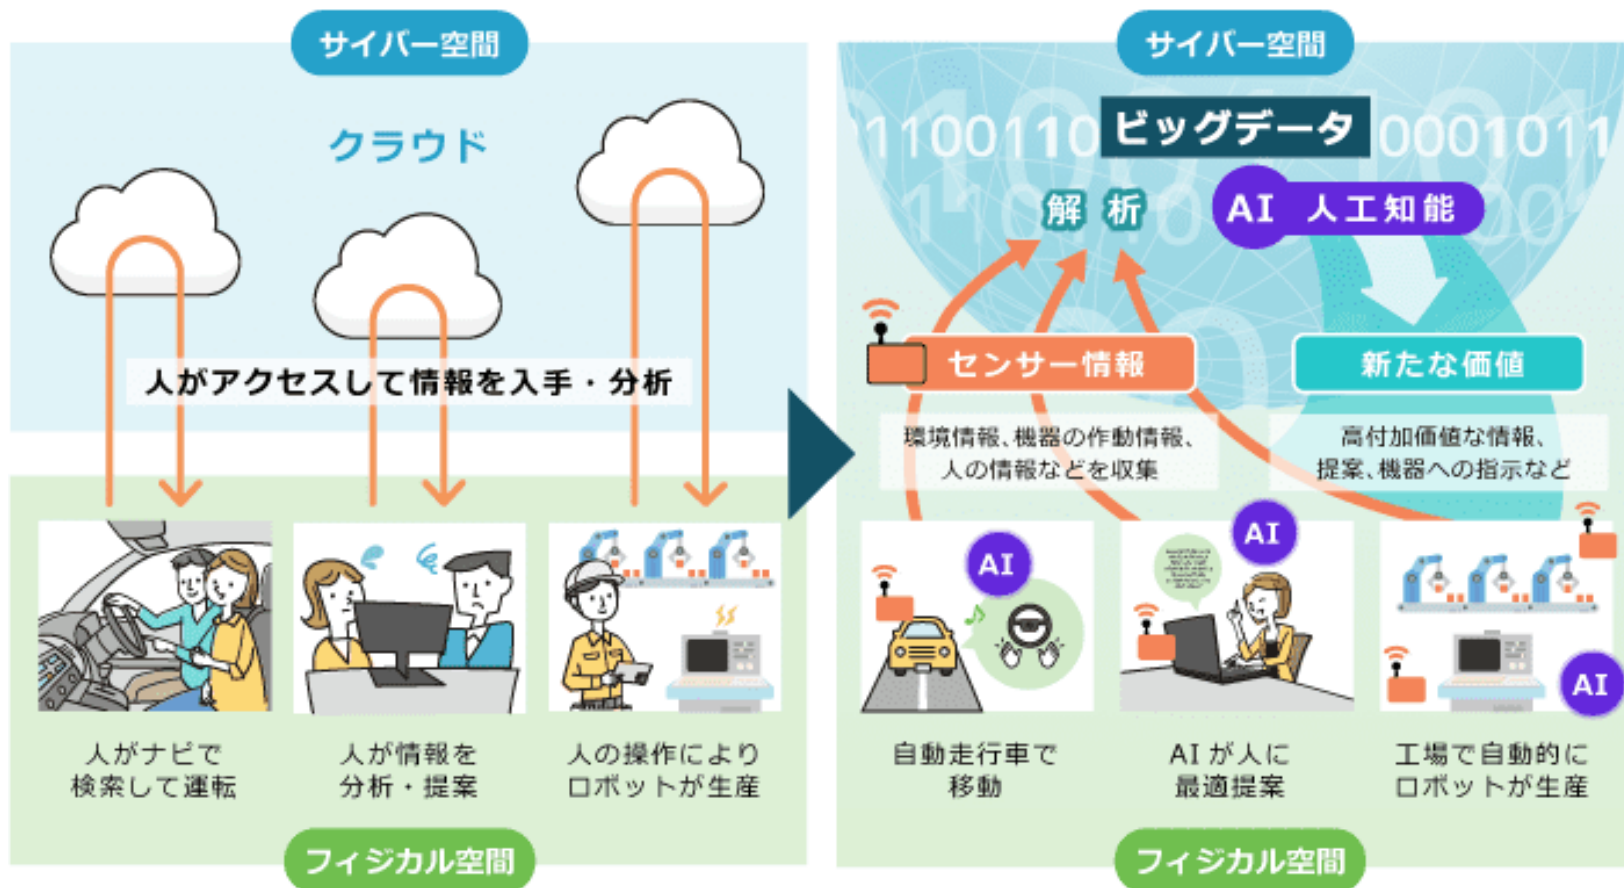 サイバー空間
クラウド
人がアクセスして情報を入手・分析
人がナビで
検索して運転
人が情報を
分析・提案
人の操作により
ロボットが生産
フィジカル空間
サイバー空間
1100110
ビッグデータ
0001011
解析
AI 人工知能
センサー情報
新たな価値
環境情報、機器の作動情報、
人の情報などを収集
高付加価値な情報、
提案、機器への指示など
AI
AI
AI
自動走行車で
移動
AIが人に
最適提案
工場で自動的に
ロボットが生産
フィジカル空間